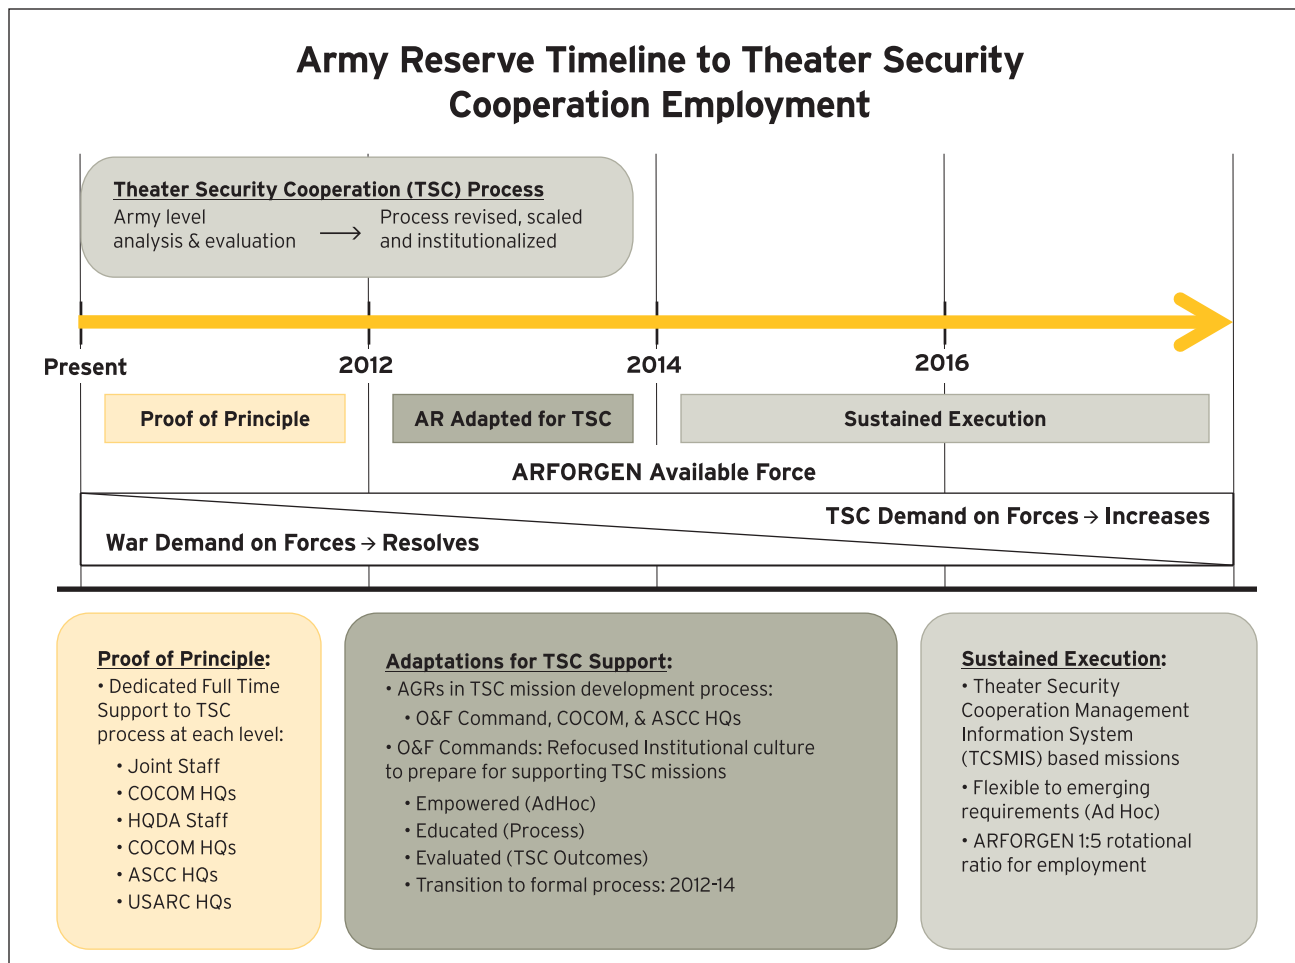 Army Reserve Timeline to Theater Security
Cooperation Employment
Theater Security Cooperation (TSC) Process
Army level
analysis & evaluation
→
Process revised, scaled
and institutionalized
Present
2012
2014
2016
Proof of Principle
AR Adapted for TSC
Sustained Execution
ARFORGEN Available Force
TSC Demand on Forces → Increases
War Demand on Forces → Resolves
Proof of Principle:
• Dedicated Full Time
Support to TSC
process at each level:
• Joint Staff
• COCOM HQs
• HQDA Staff
• COCOM HQs
• ASCC HQs
• USARC HQs
Adaptations for TSC Support:
• AGRs in TSC mission development process:
• O&F Command, COCOM, & ASCC HQs
• O&F Commands: Refocused Institutional culture
to prepare for supporting TSC missions
• Empowered (AdHoc)
• Educated (Process)
• Evaluated (TSC Outcomes)
• Transition to formal process: 2012-14
Sustained Execution:
• Theater Security
Cooperation Management
Information System
(TCSMIS) based missions
• Flexible to emerging
requirements (Ad Hoc)
• ARFORGEN 1:5 rotational
ratio for employment